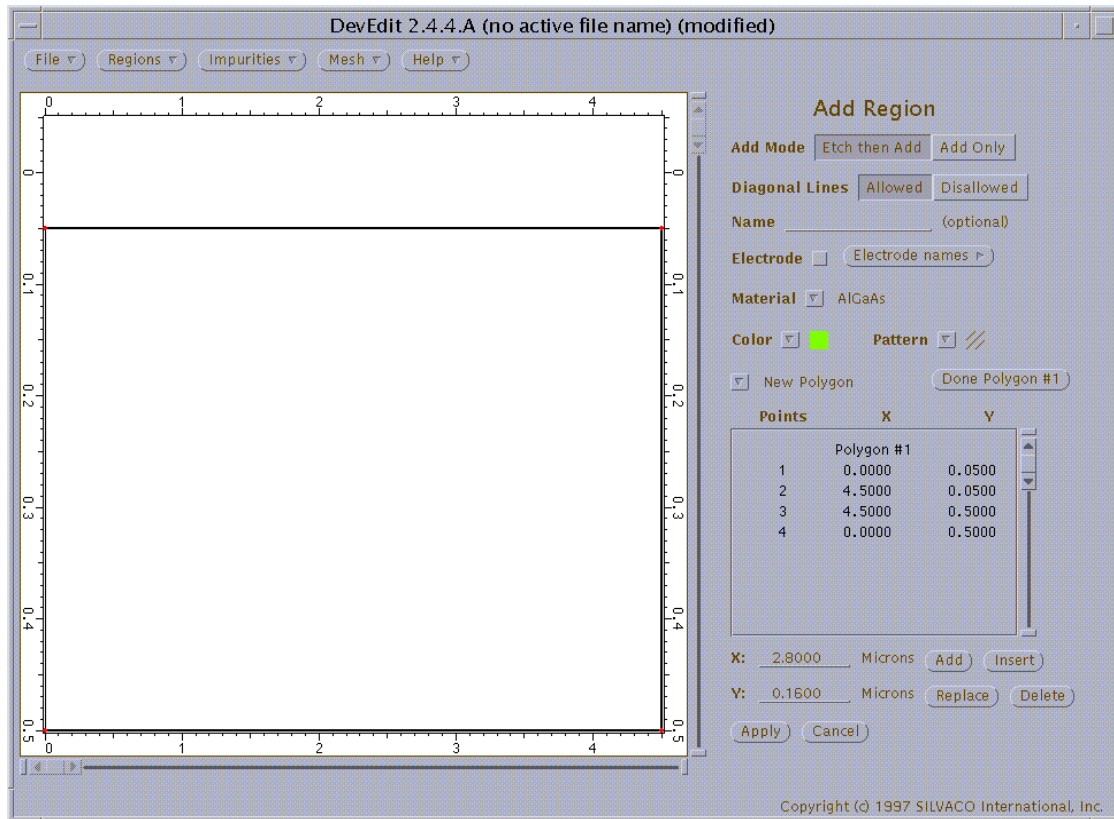 DevEdit 2.4.4.A (no active file name) (modified)
File Regions Impurities Mesh Help
0 1 2 3 4
Add Region
Add Mode Etch then Add Add Only
0 0
Diagonal Lines Allowed Disallowed
Name (optional)
Electrode Electrode names
0.1 0.1
Material AlGaAs
Color Pattern
New Polygon Done Polygon #1
0.2 0.2
Points X Y
Polygon #1
1 0.0000 0.0500
2 4.5000 0.0500
3 4.5000 0.5000
4 0.0000 0.5000
0.3 0.3
0.4 0.4
X: 2.8000 Microns Add Insert
Y: 0.1600 Microns Replace Delete
0.5 0.5
Apply Cancel
0 1 2 3 4
Copyright (c) 1997 SILVACO International, Inc.